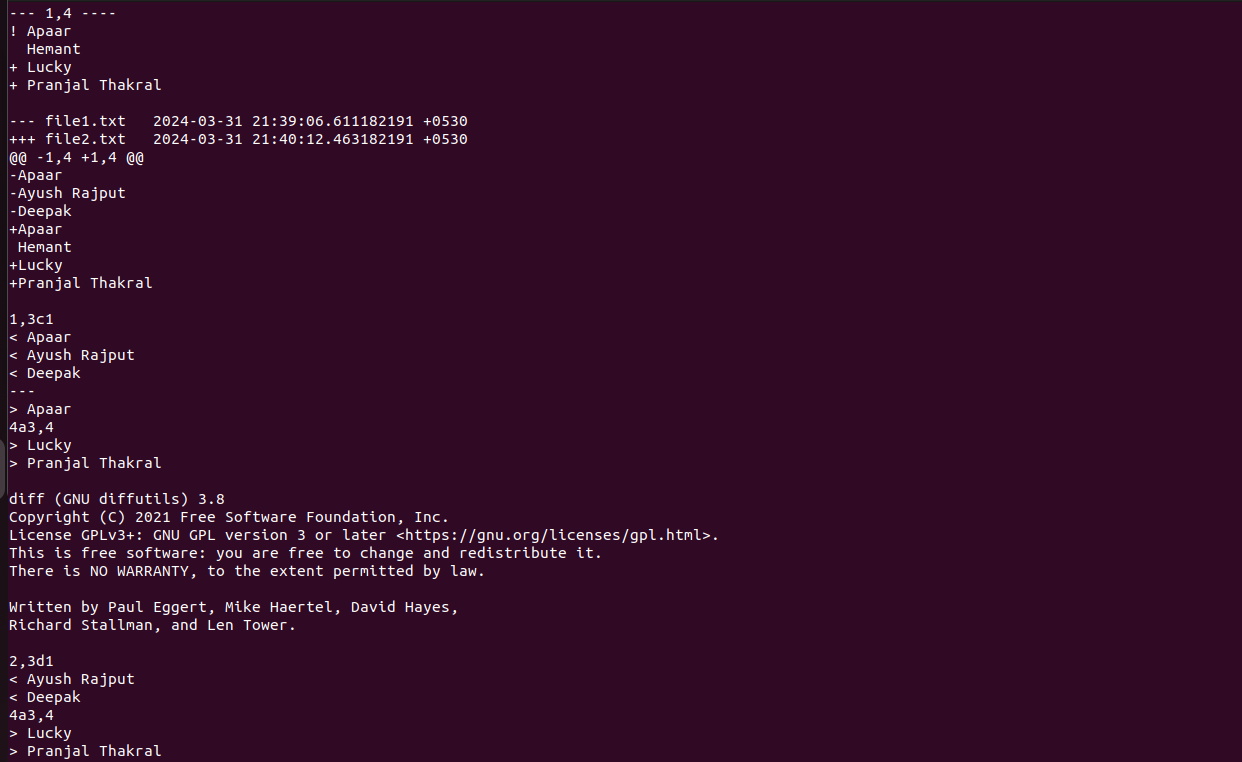 --- 1,4 ----
! Apaar
  Hemant
+ Lucky
+ Pranjal Thakral

--- file1.txt   2024-03-31 21:39:06.611182191 +0530
+++ file2.txt   2024-03-31 21:40:12.463182191 +0530
@@ -1,4 +1,4 @@
-Apaar
-Ayush Rajput
-Deepak
+Apaar
 Hemant
+Lucky
+Pranjal Thakral

1,3c1
< Apaar
< Ayush Rajput
< Deepak
---
> Apaar
4a3,4
> Lucky
> Pranjal Thakral

diff (GNU diffutils) 3.8
Copyright (C) 2021 Free Software Foundation, Inc.
License GPLv3+: GNU GPL version 3 or later <https://gnu.org/licenses/gpl.html>.
This is free software: you are free to change and redistribute it.
There is NO WARRANTY, to the extent permitted by law.

Written by Paul Eggert, Mike Haertel, David Hayes,
Richard Stallman, and Len Tower.

2,3d1
< Ayush Rajput
< Deepak
4a3,4
> Lucky
> Pranjal Thakral